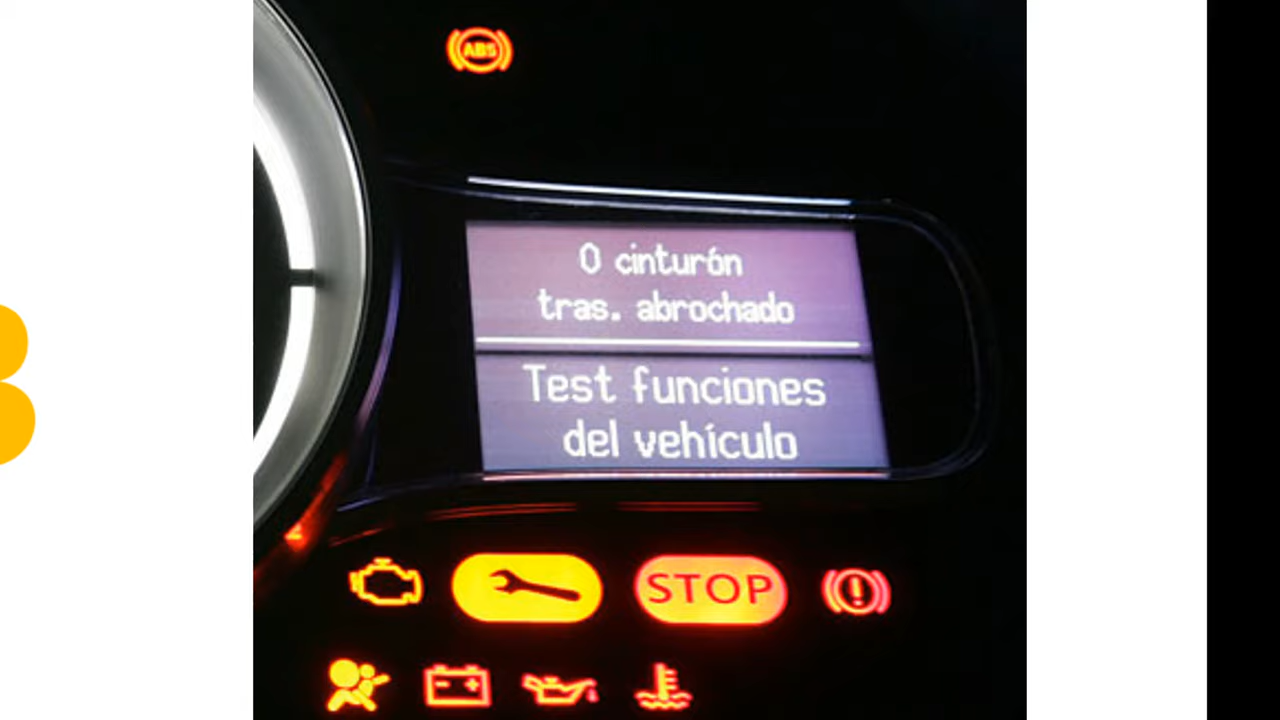 ABS
0 cinturón
tras. abrochado
Test funciones
del vehículo
STOP